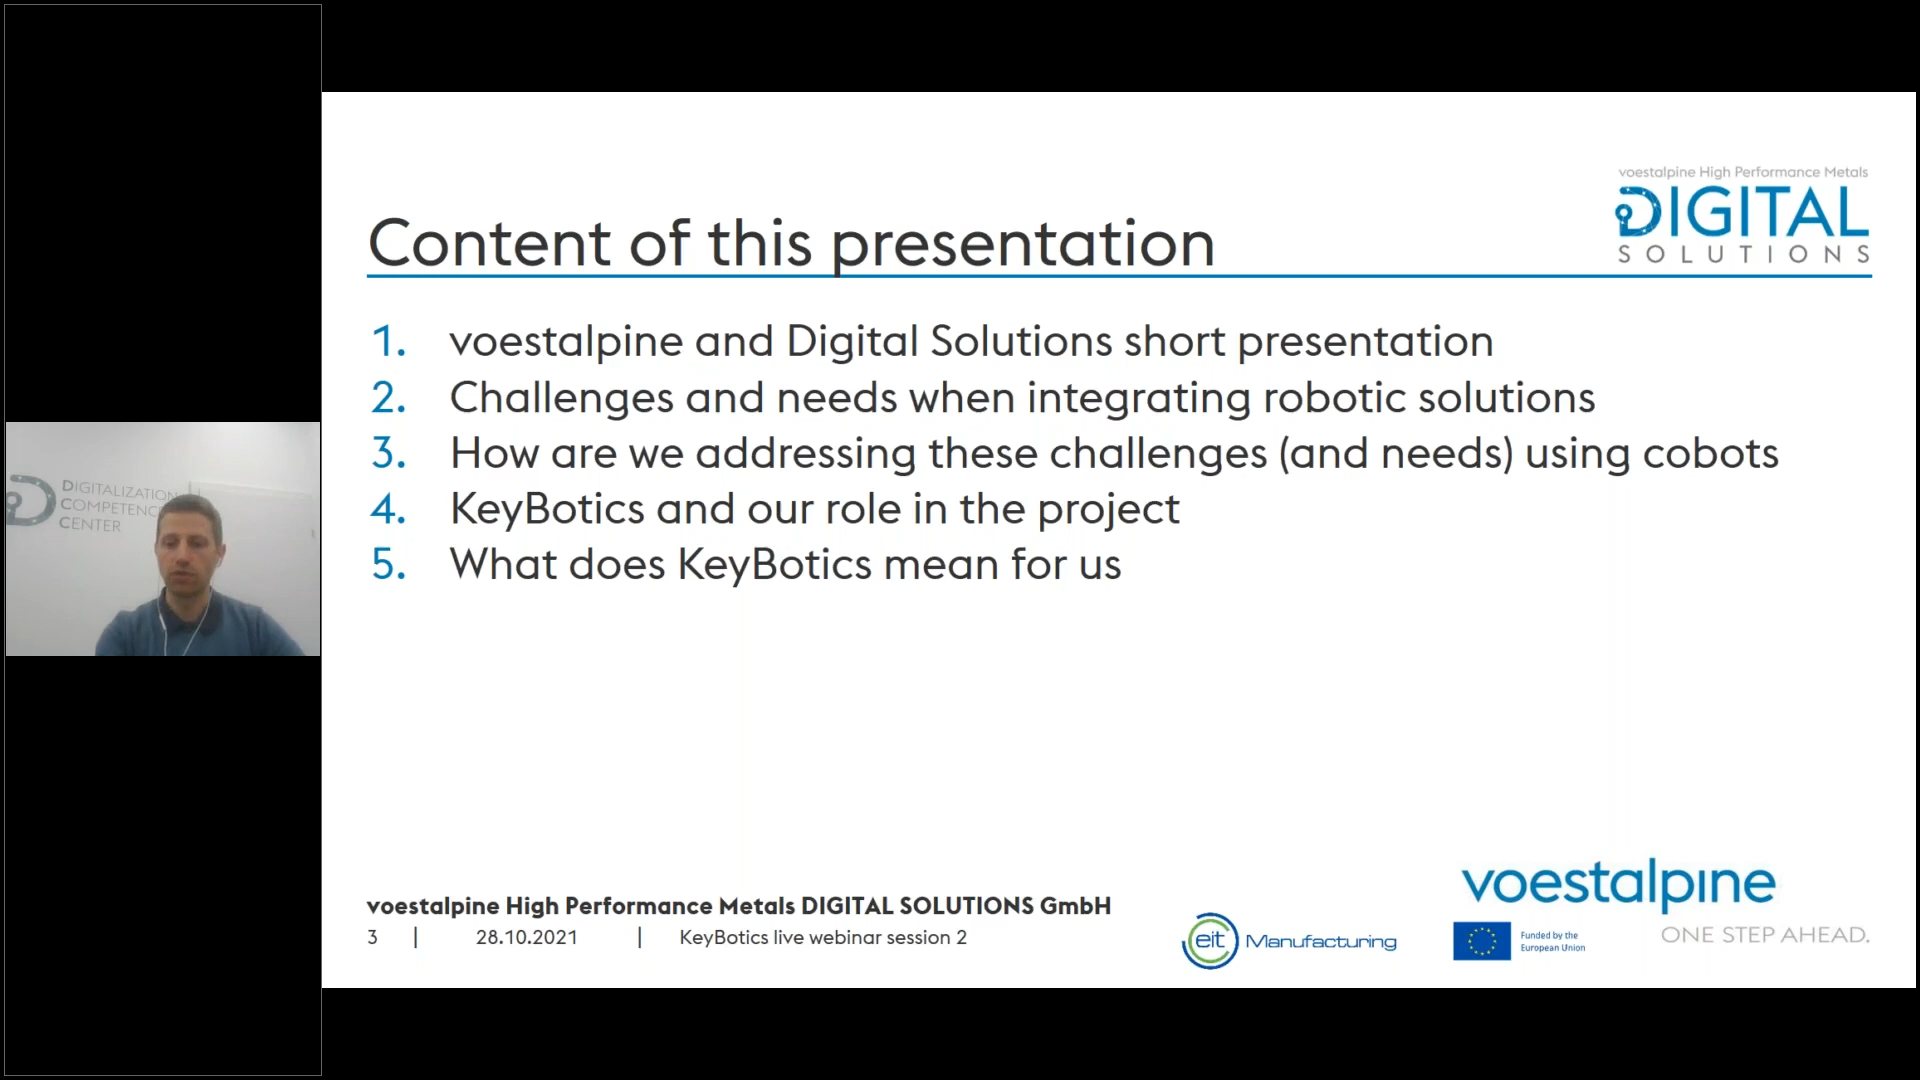 DIGITALIZATION
COMPETENCE
CENTER
voestalpine High Performance Metals
DIGITAL
SOLUTIONS
Content of this presentation
1. voestalpine and Digital Solutions short presentation
2. Challenges and needs when integrating robotic solutions
3. How are we addressing these challenges (and needs) using cobots
4. KeyBotics and our role in the project
5. What does KeyBotics mean for us
voestalpine High Performance Metals DIGITAL SOLUTIONS GmbH
3 | 28.10.2021 | KeyBotics live webinar session 2
eit Manufacturing
voestalpine
Funded by the
European Union
ONE STEP AHEAD.